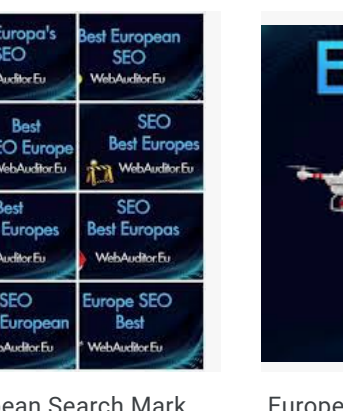 uropa's
SEO
Auditor.Eu
Best European
SEO
WebAuditor.Eu
Best
O Europe
WebAuditor.Eu
SEO
Best Europes
WebAuditor.Eu
Best
Europes
Auditor.Eu
SEO
Best Europas
WebAuditor.Eu
SEO
European
Auditor.Eu
Europe SEO
Best
WebAuditor.Eu
E
ean Search Mark
Europe